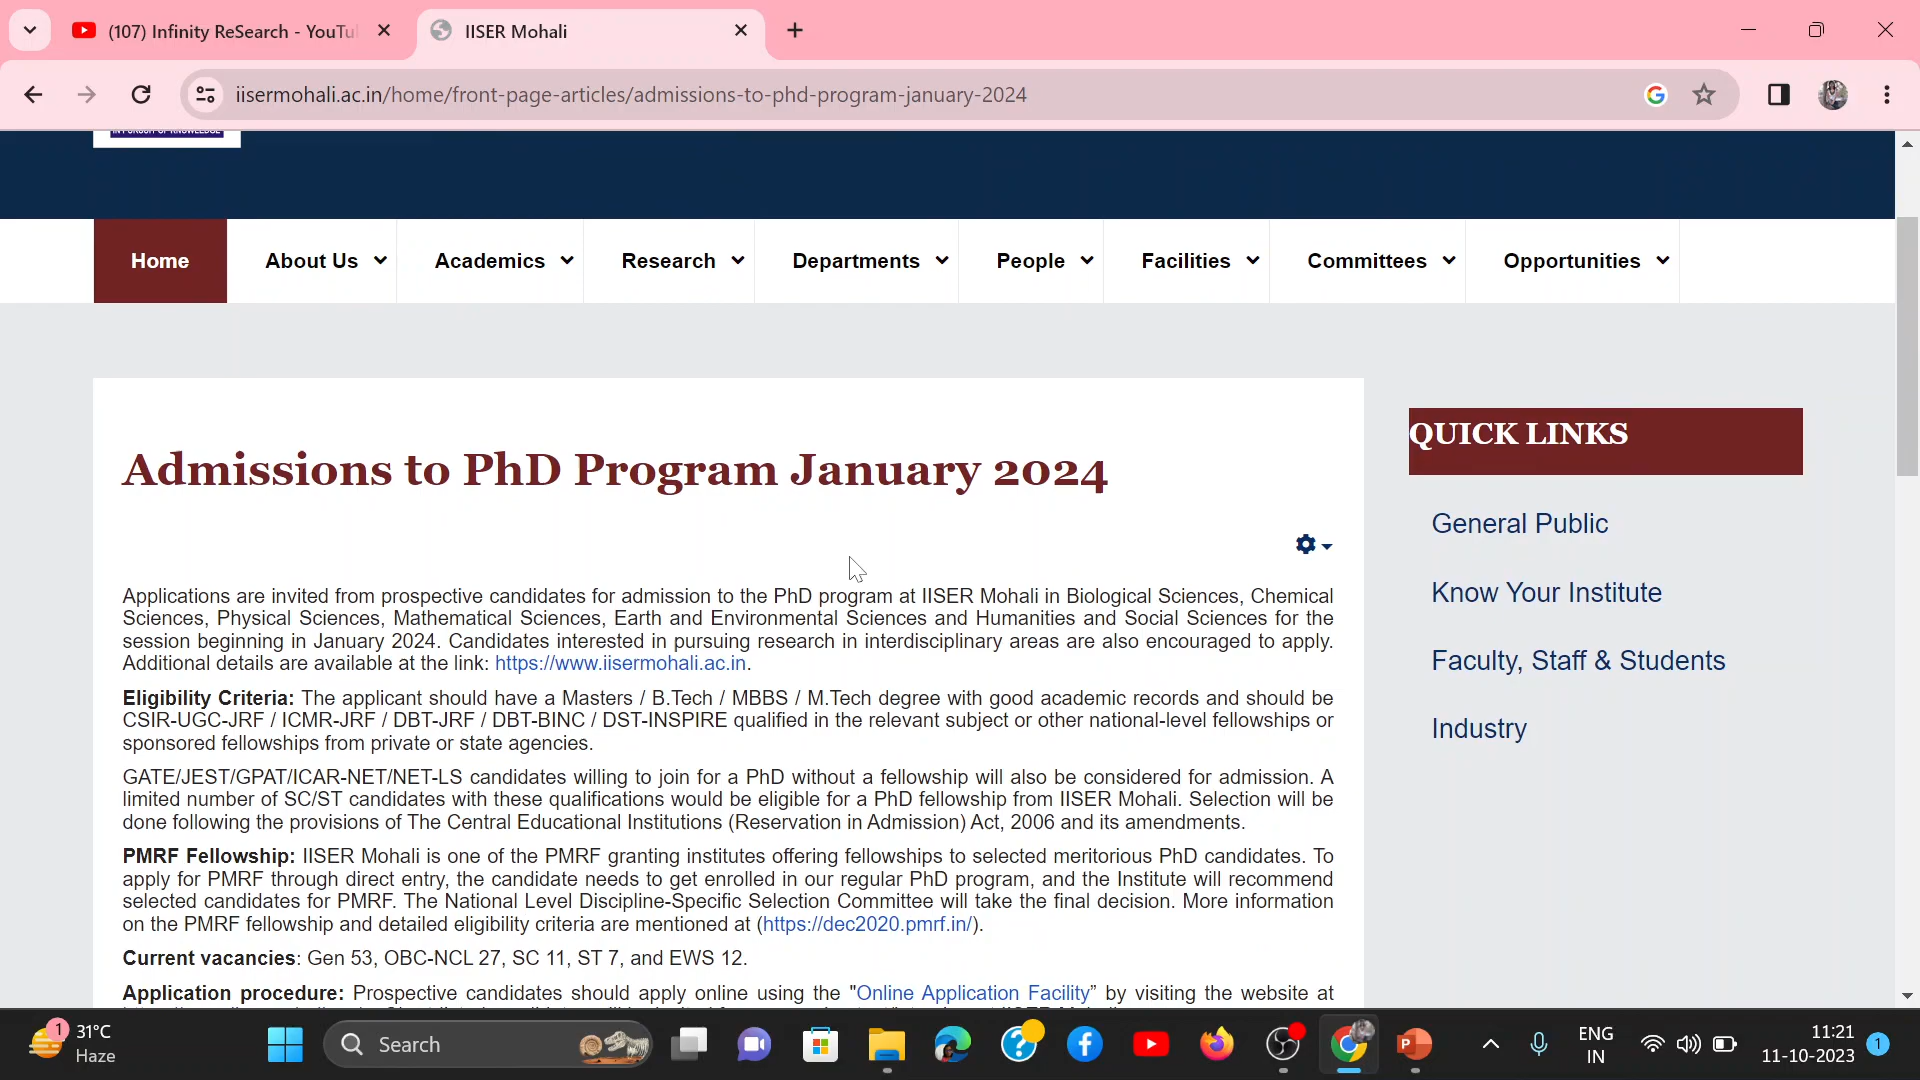 (107) Infinity ReSearch - YouTu
IISER Mohali
iisermohali.ac.in/home/front-page-articles/admissions-to-phd-program-january-2024
IN PURSUIT OF KNOWLEDGE
Home
About Us
Academics
Research
Departments
People
Facilities
Committees
Opportunities
Admissions to PhD Program January 2024
Applications are invited from prospective candidates for admission to the PhD program at IISER Mohali in Biological Sciences, Chemical
Sciences, Physical Sciences, Mathematical Sciences, Earth and Environmental Sciences and Humanities and Social Sciences for the
session beginning in January 2024. Candidates interested in pursuing research in interdisciplinary areas are also encouraged to apply.
Additional details are available at the link: https://www.iisermohali.ac.in.
Eligibility Criteria: The applicant should have a Masters / B.Tech / MBBS / M.Tech degree with good academic records and should be
CSIR-UGC-JRF / ICMR-JRF / DBT-JRF / DBT-BINC / DST-INSPIRE qualified in the relevant subject or other national-level fellowships or
sponsored fellowships from private or state agencies.
GATE/JEST/GPAT/ICAR-NET/NET-LS candidates willing to join for a PhD without a fellowship will also be considered for admission. A
limited number of SC/ST candidates with these qualifications would be eligible for a PhD fellowship from IISER Mohali. Selection will be
done following the provisions of The Central Educational Institutions (Reservation in Admission) Act, 2006 and its amendments.
PMRF Fellowship: IISER Mohali is one of the PMRF granting institutes offering fellowships to selected meritorious PhD candidates. To
apply for PMRF through direct entry, the candidate needs to get enrolled in our regular PhD program, and the Institute will recommend
selected candidates for PMRF. The National Level Discipline-Specific Selection Committee will take the final decision. More information
on the PMRF fellowship and detailed eligibility criteria are mentioned at (https://dec2020.pmrf.in/).
Current vacancies: Gen 53, OBC-NCL 27, SC 11, ST 7, and EWS 12.
Application procedure: Prospective candidates should apply online using the "Online Application Facility” by visiting the website at
QUICK LINKS
General Public
Know Your Institute
Faculty, Staff & Students
Industry
1
31°C
Haze
Search
ENG
IN
11:21
11-10-2023
1